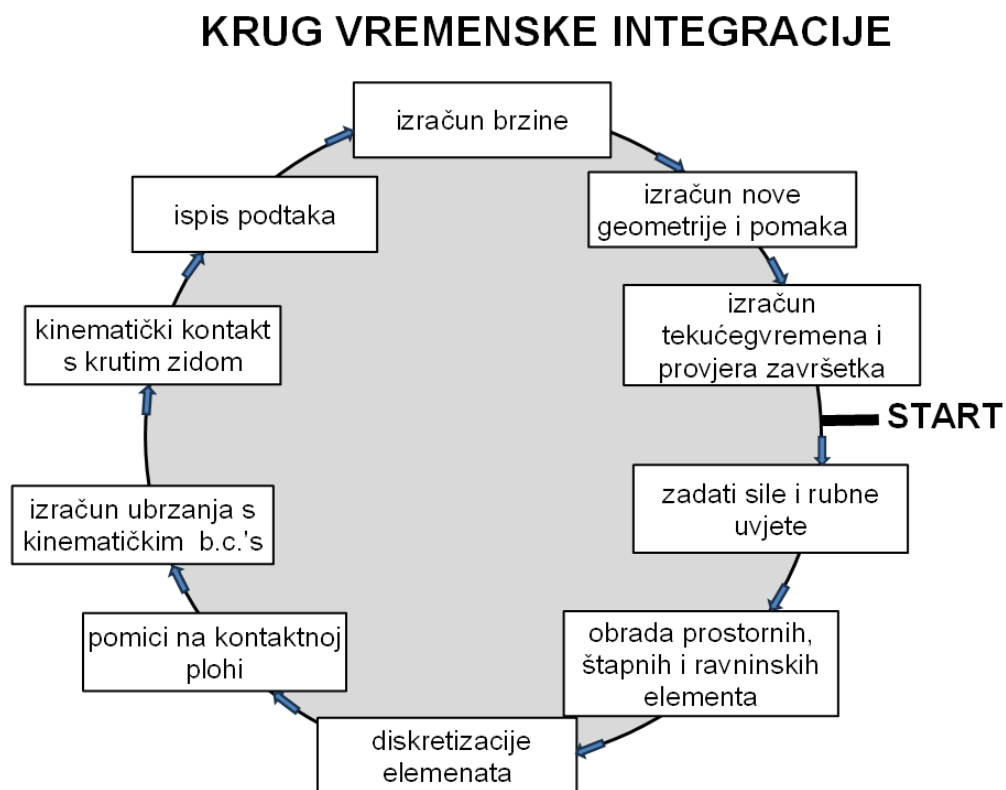 KRUG VREMENSKE INTEGRACIJE
izračun brzine
izračun nove
geometrije i pomaka
izračun
tekućegvremena i
provjera završetka
START
zadati sile i rubne
uvjete
obrada prostornih,
štapnih i ravninskih
elementa
diskretizacije
elemenata
pomici na kontaktnoj
plohi
izračun ubrzanja s
kinematičkim b.c.'s
kinematički kontakt
s krutim zidom
ispis podtaka